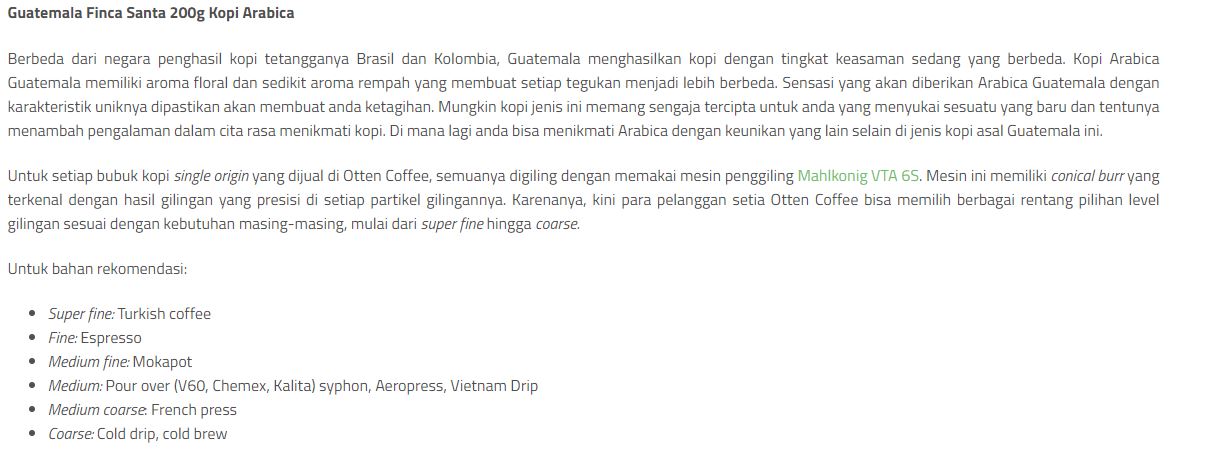 Guatemala Finca Santa 200g Kopi Arabica
Berbeda dari negara penghasil kopi tetangganya Brasil dan Kolombia, Guatemala menghasilkan kopi dengan tingkat keasaman sedang yang berbeda. Kopi Arabica
Guatemala memiliki aroma floral dan sedikit aroma rempah yang membuat setiap tegukan menjadi lebih berbeda. Sensasi yang akan diberikan Arabica Guatemala dengan
karakteristik uniknya dipastikan akan membuat anda ketagihan. Mungkin kopi jenis ini memang sengaja tercipta untuk anda yang menyukai sesuatu yang baru dan tentunya
menambah pengalaman dalam cita rasa menikmati kopi. Di mana lagi anda bisa menikmati Arabica dengan keunikan yang lain selain di jenis kopi asal Guatemala ini.
Untuk setiap bubuk kopi single origin yang dijual di Otten Coffee, semuanya digiling dengan memakai mesin penggiling Mahlkonig VTA 6S. Mesin ini memiliki conical burr yang
terkenal dengan hasil gilingan yang presisi di setiap partikel gilingannya. Karenanya, kini para pelanggan setia Otten Coffee bisa memilih berbagai rentang pilihan level
gilingan sesuai dengan kebutuhan masing-masing, mulai dari super fine hingga coarse.
Untuk bahan rekomendasi:
• Super fine: Turkish coffee
• Fine: Espresso
• Medium fine: Mokapot
• Medium: Pour over (V60, Chemex, Kalita) syphon, Aeropress, Vietnam Drip
• Medium coarse: French press
• Coarse: Cold drip, cold brew